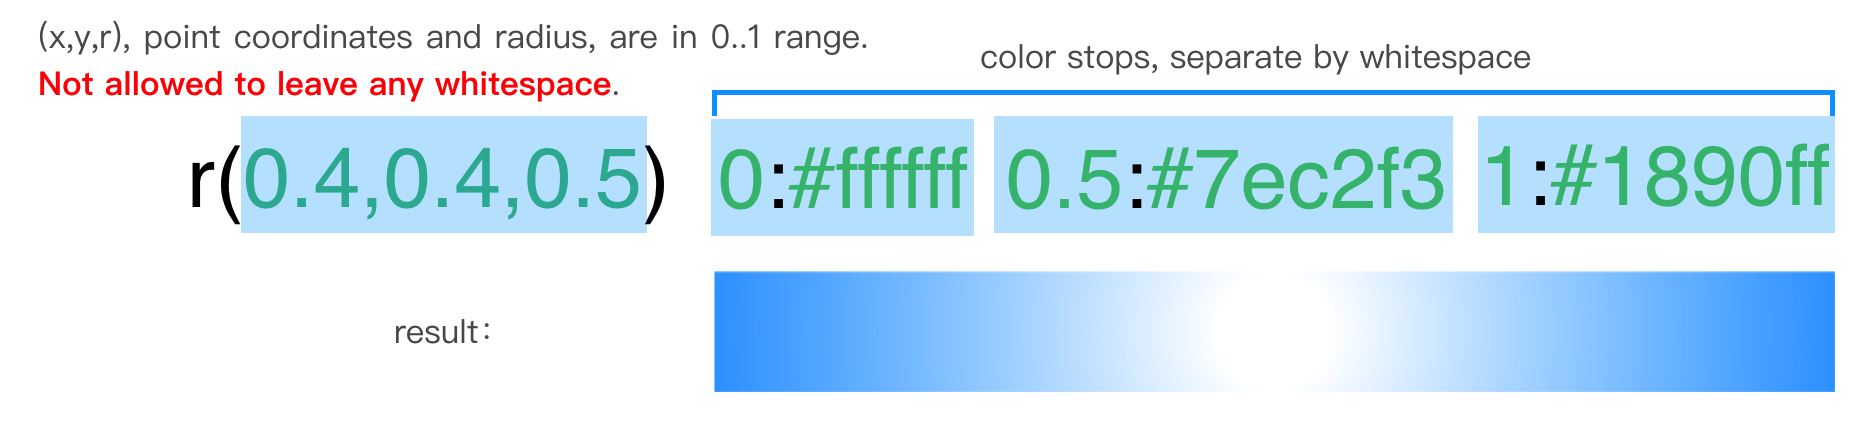 (x,y,r), point coordinates and radius, are in 0..1 range.
Not allowed to leave any whitespace.
color stops, separate by whitespace
r(0.4,0.4,0.5) 0:#ffffff 0.5:#7ec2f3 1:#1890ff
result：